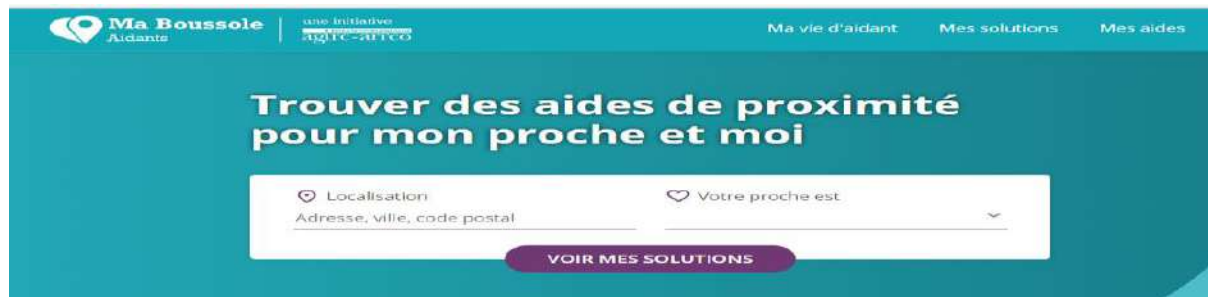 Ma Boussole
Aidants
une initiative
agirc-arrco
Ma vie d'aidant
Mes solutions
Mes aides
Trouver des aides de proximité
pour mon proche et moi
Localisation
Votre proche est
Adresse, ville, code postal
VOIR MES SOLUTIONS